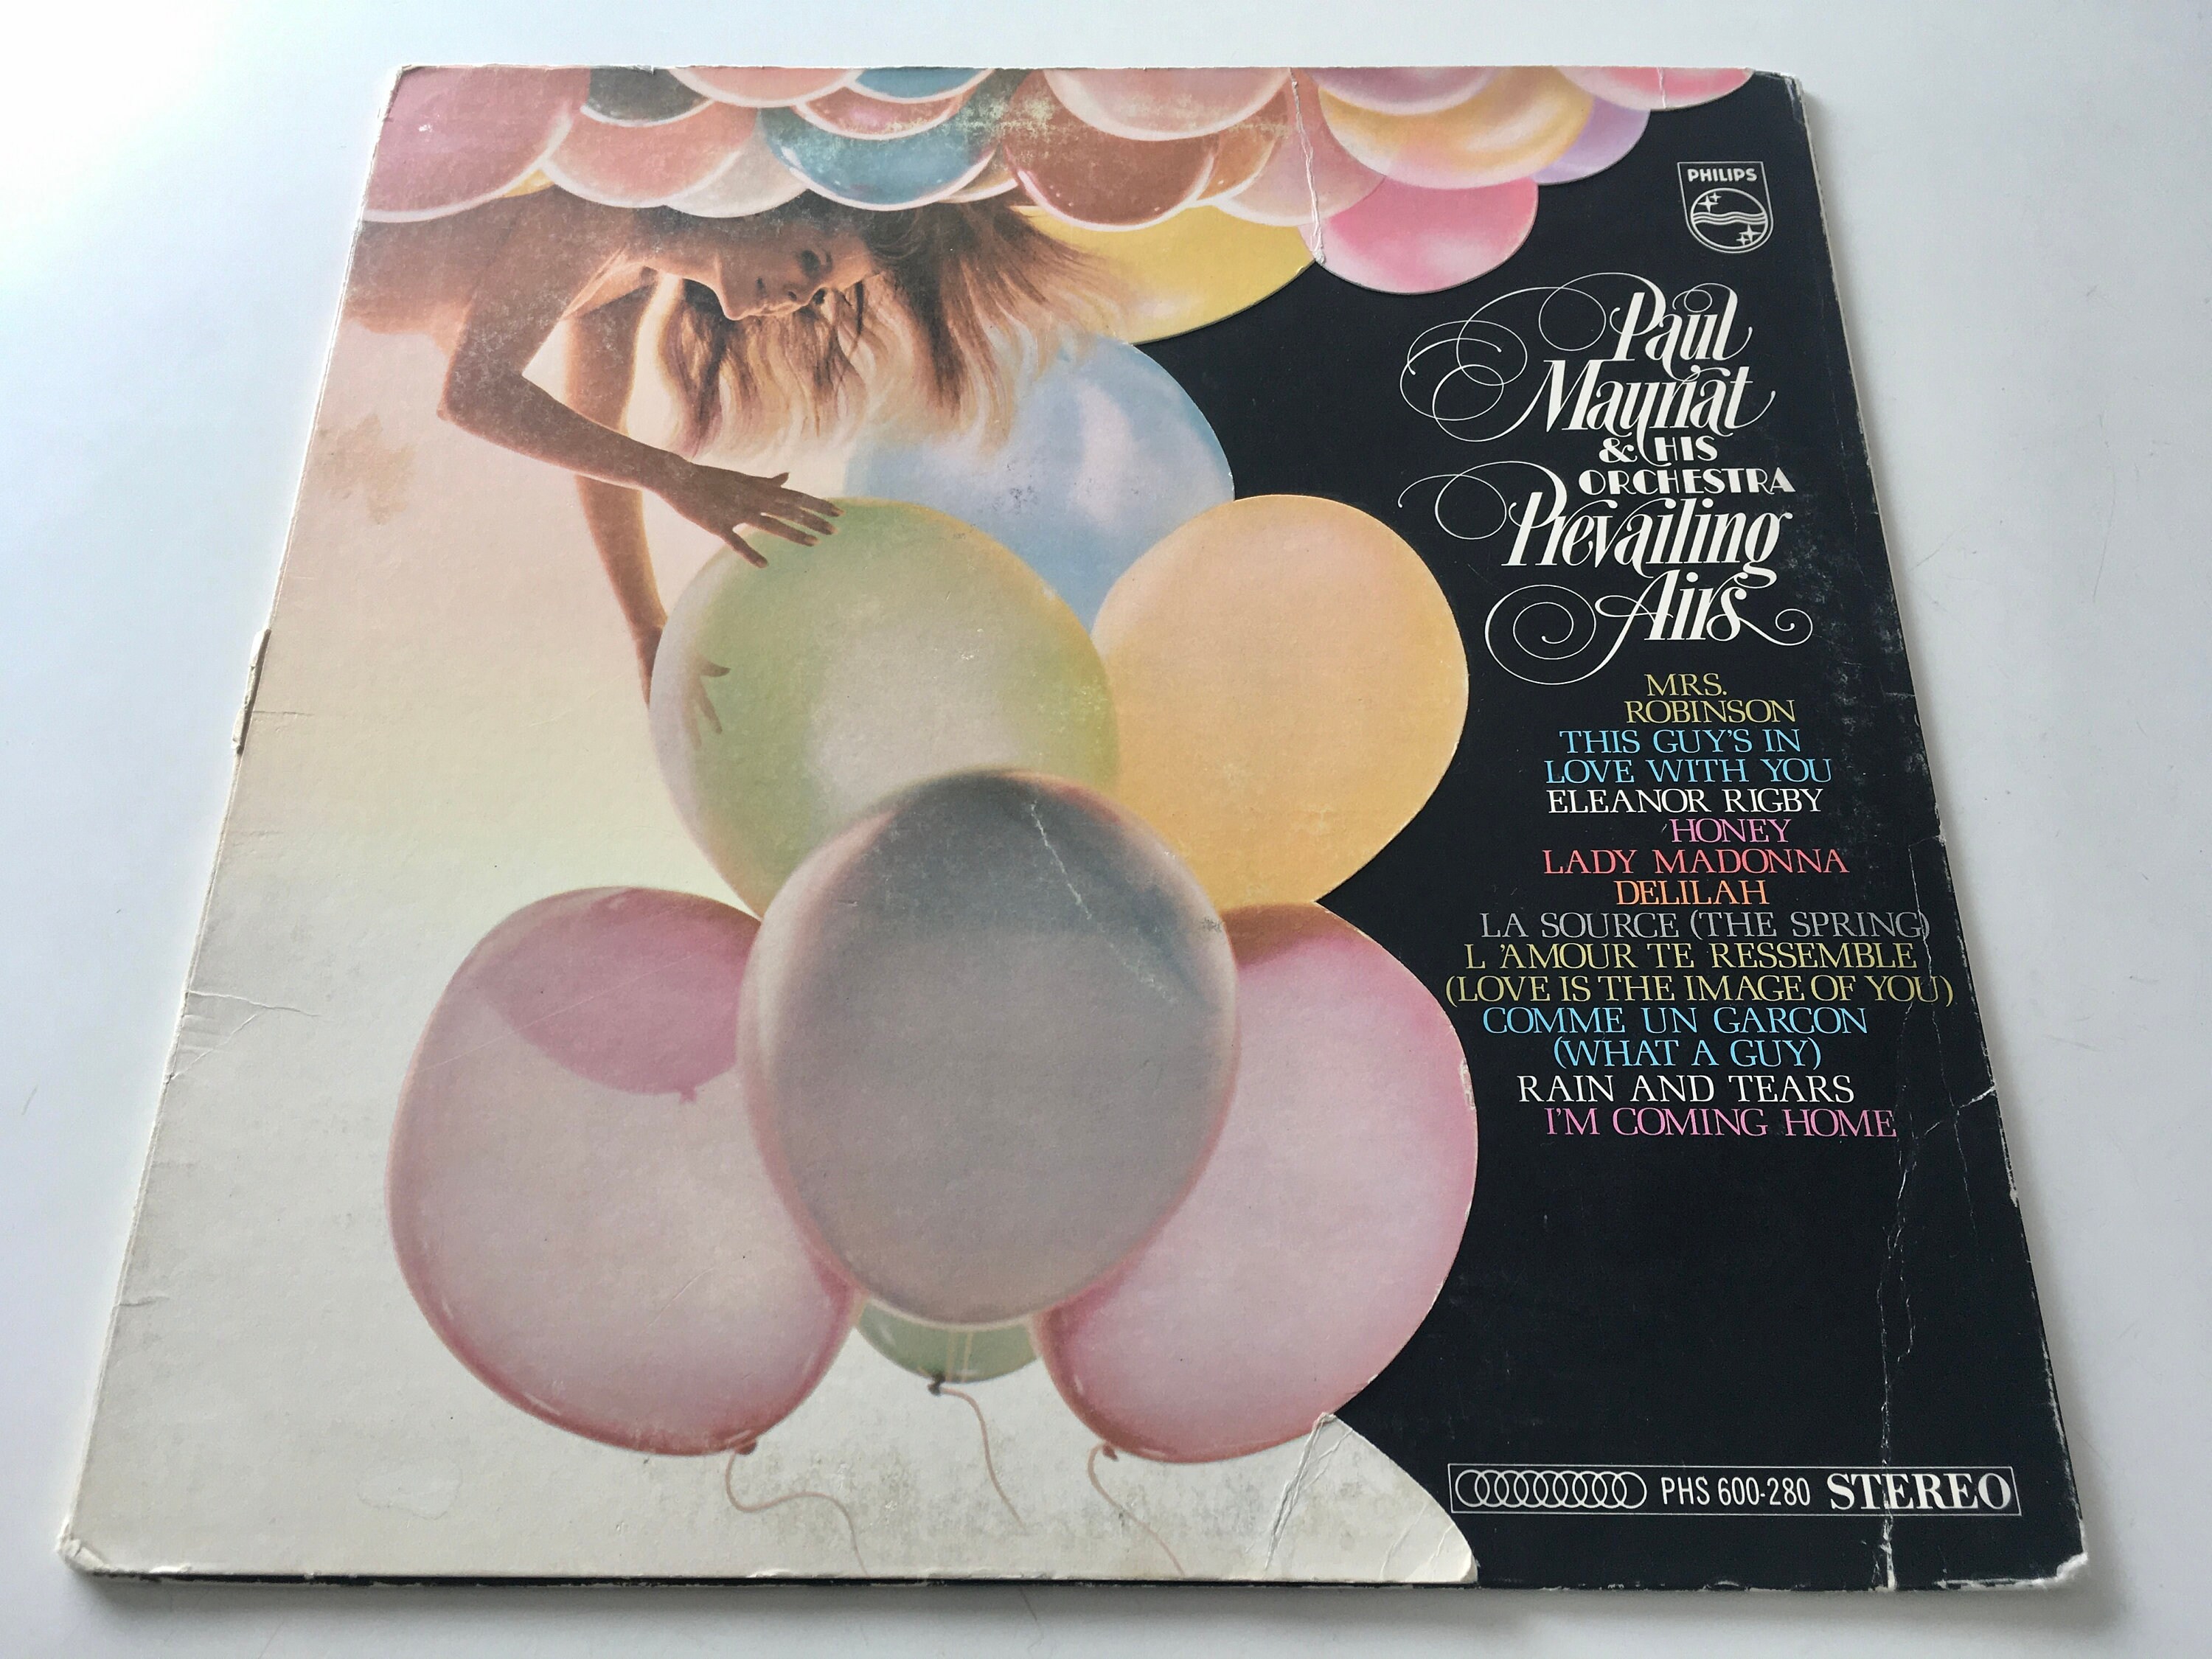 PHILIPS
Paul
Mauriat
& HIS
ORCHESTRA
Prevailing
Airs
MRS.
ROBINSON
THIS GUY'S IN
LOVE WITH YOU
ELEANOR RIGBY
HONEY
LADY MADONNA
DELILAH
LA SOURCE (THE SPRING)
L'AMOUR TE RESSEMBLE
(LOVE IS THE IMAGE OF YOU)
COMME UN GARCON
(WHAT A GUY)
RAIN AND TEARS
I'M COMING HOME
PHS 600-280 STEREO